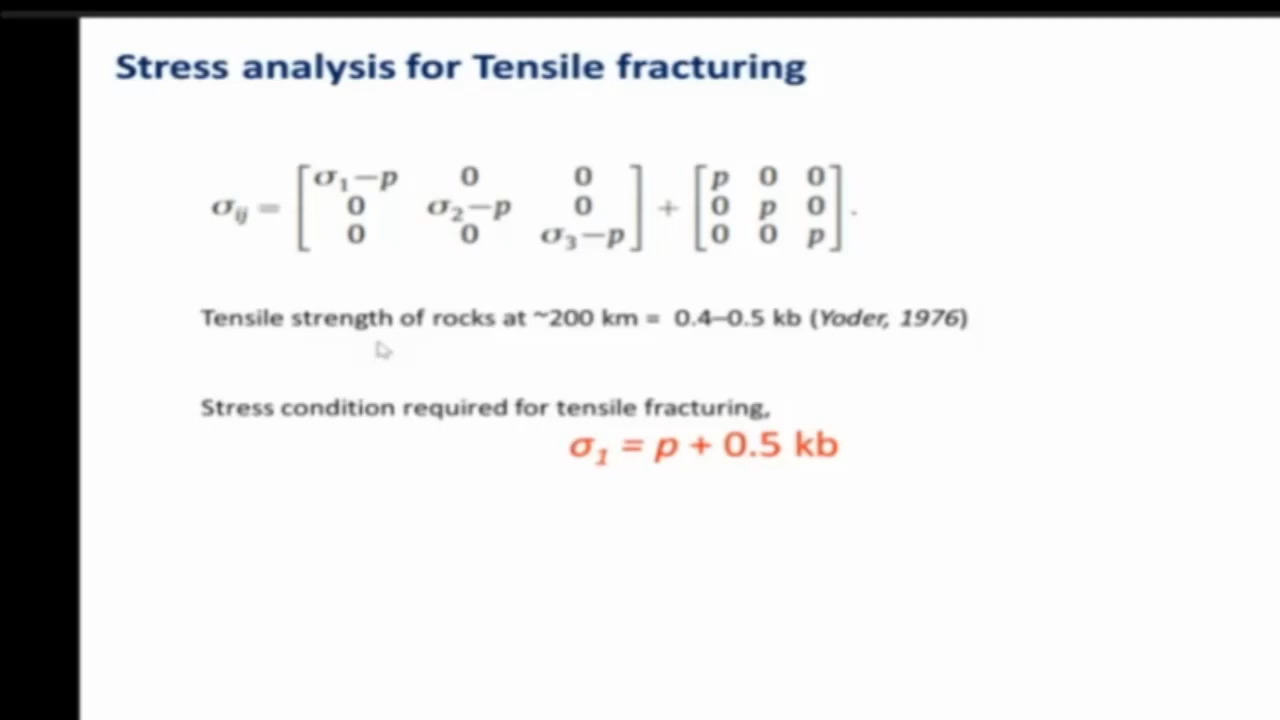 Stress analysis for Tensile fracturing
σij = [σ1−p 0 0
0 σ2−p 0
0 0 σ3−p] + [p 0 0
0 p 0
0 0 p].
Tensile strength of rocks at ~200 km = 0.4–0.5 kb (Yoder, 1976)
Stress condition required for tensile fracturing,
σ1 = p + 0.5 kb